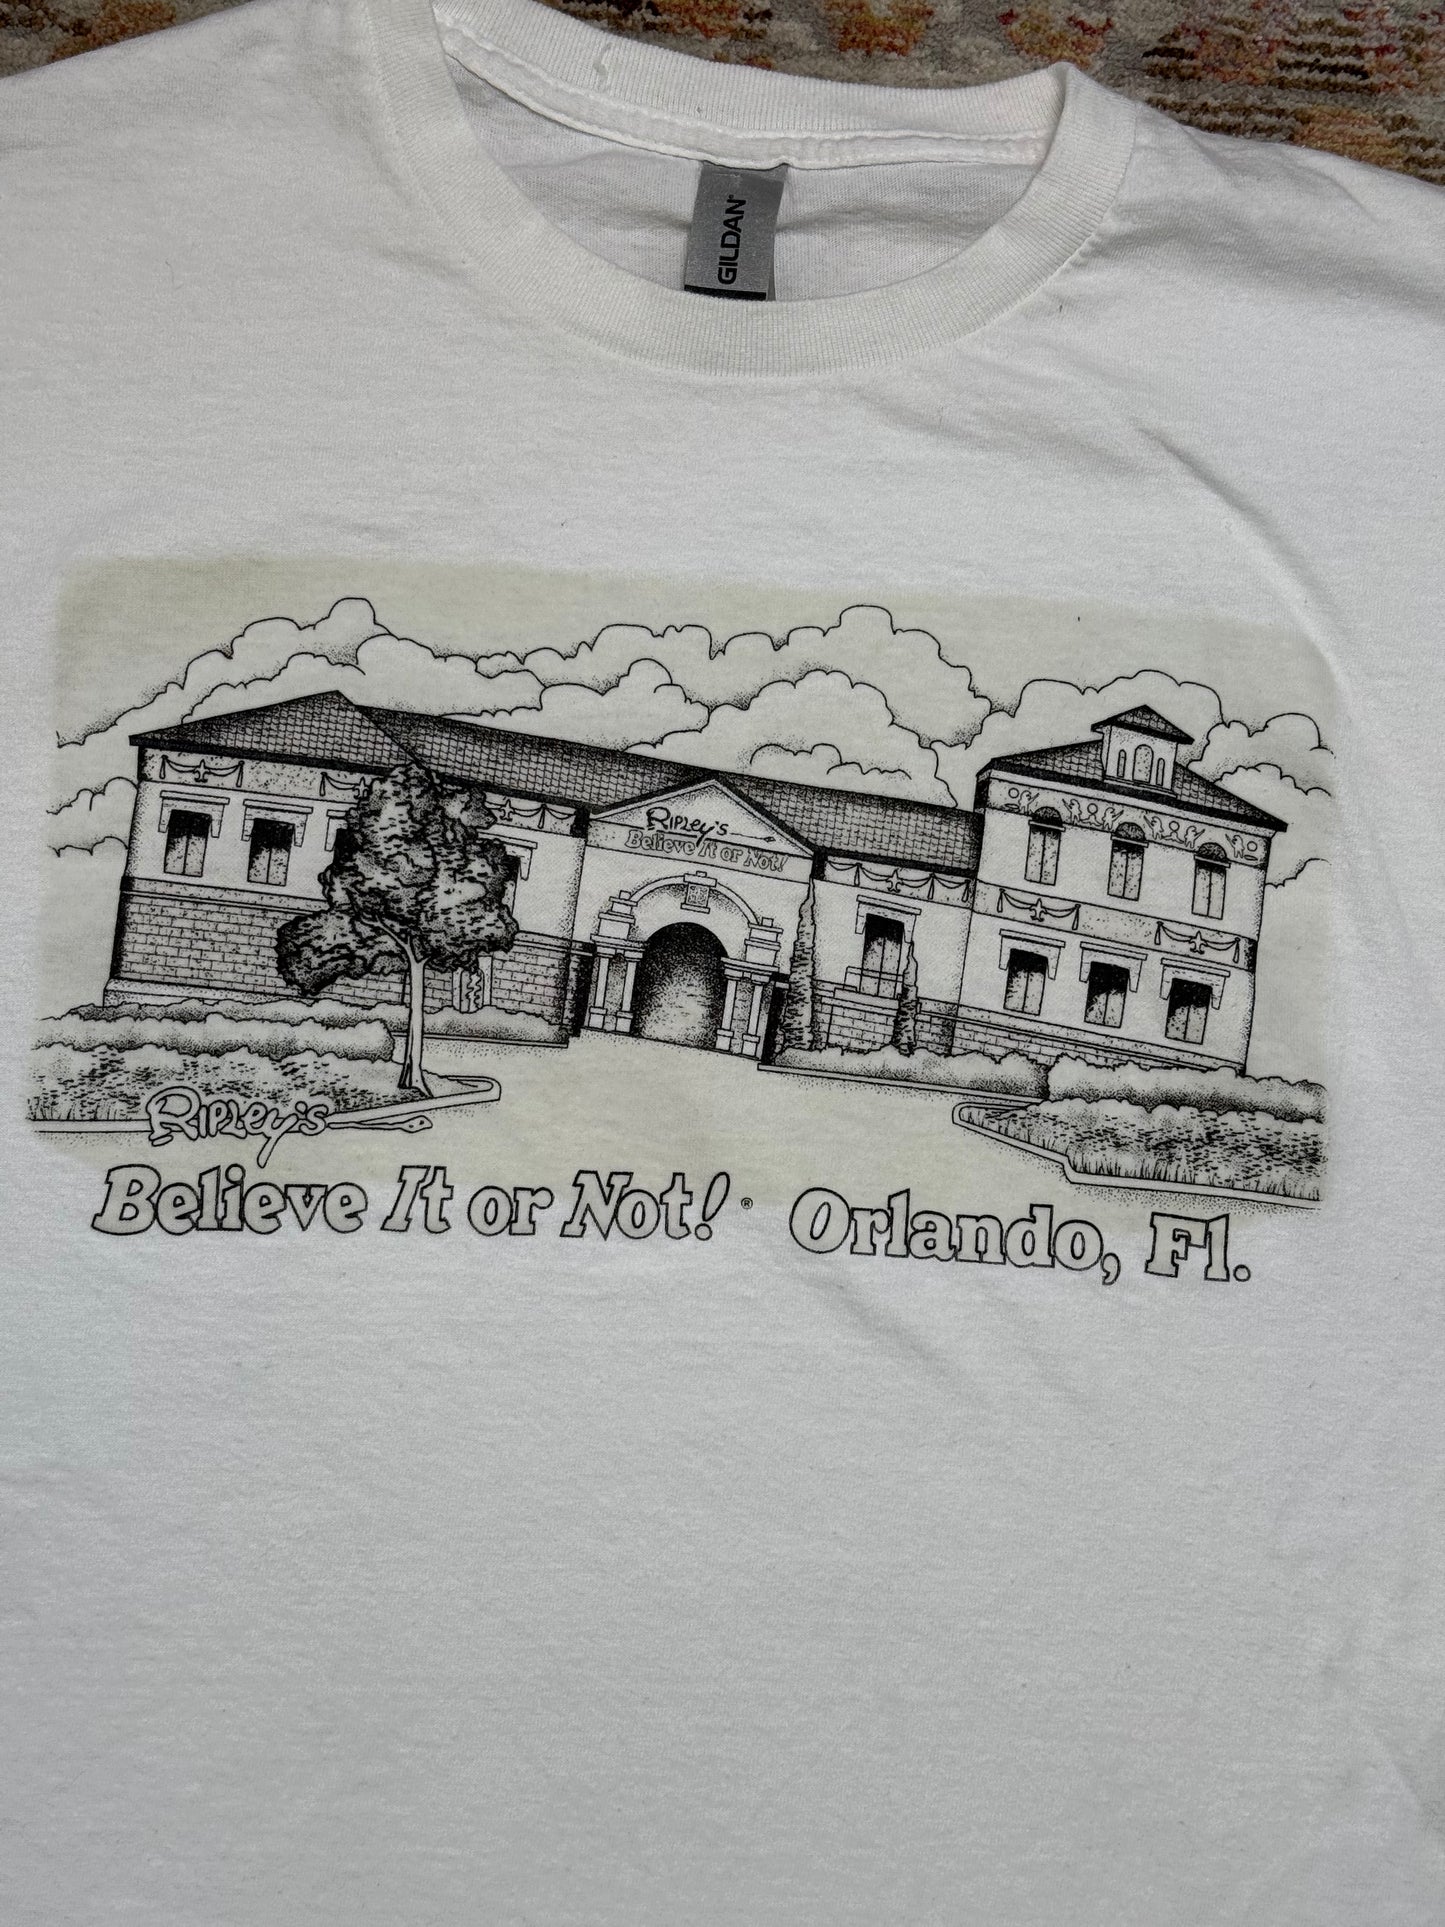 GILDAN
RIPLEY'S
Believe It or Not!
RIPLEY'S
Believe It or Not!® Orlando, Fl.